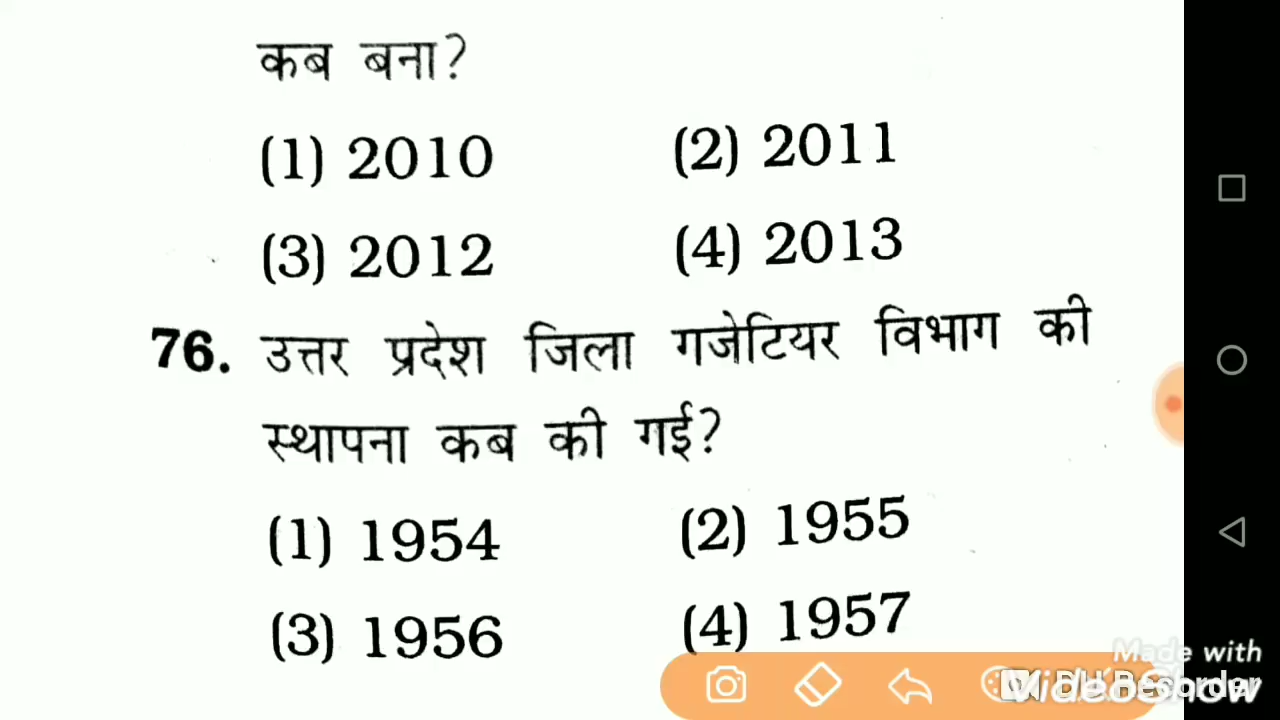 कब बना?
(1) 2010 (2) 2011
(3) 2012 (4) 2013
76. उत्तर प्रदेश जिला गजेटियर विभाग की
स्थापना कब की गई?
(1) 1954 (2) 1955
(3) 1956 (4) 1957
Made with
VideoShow